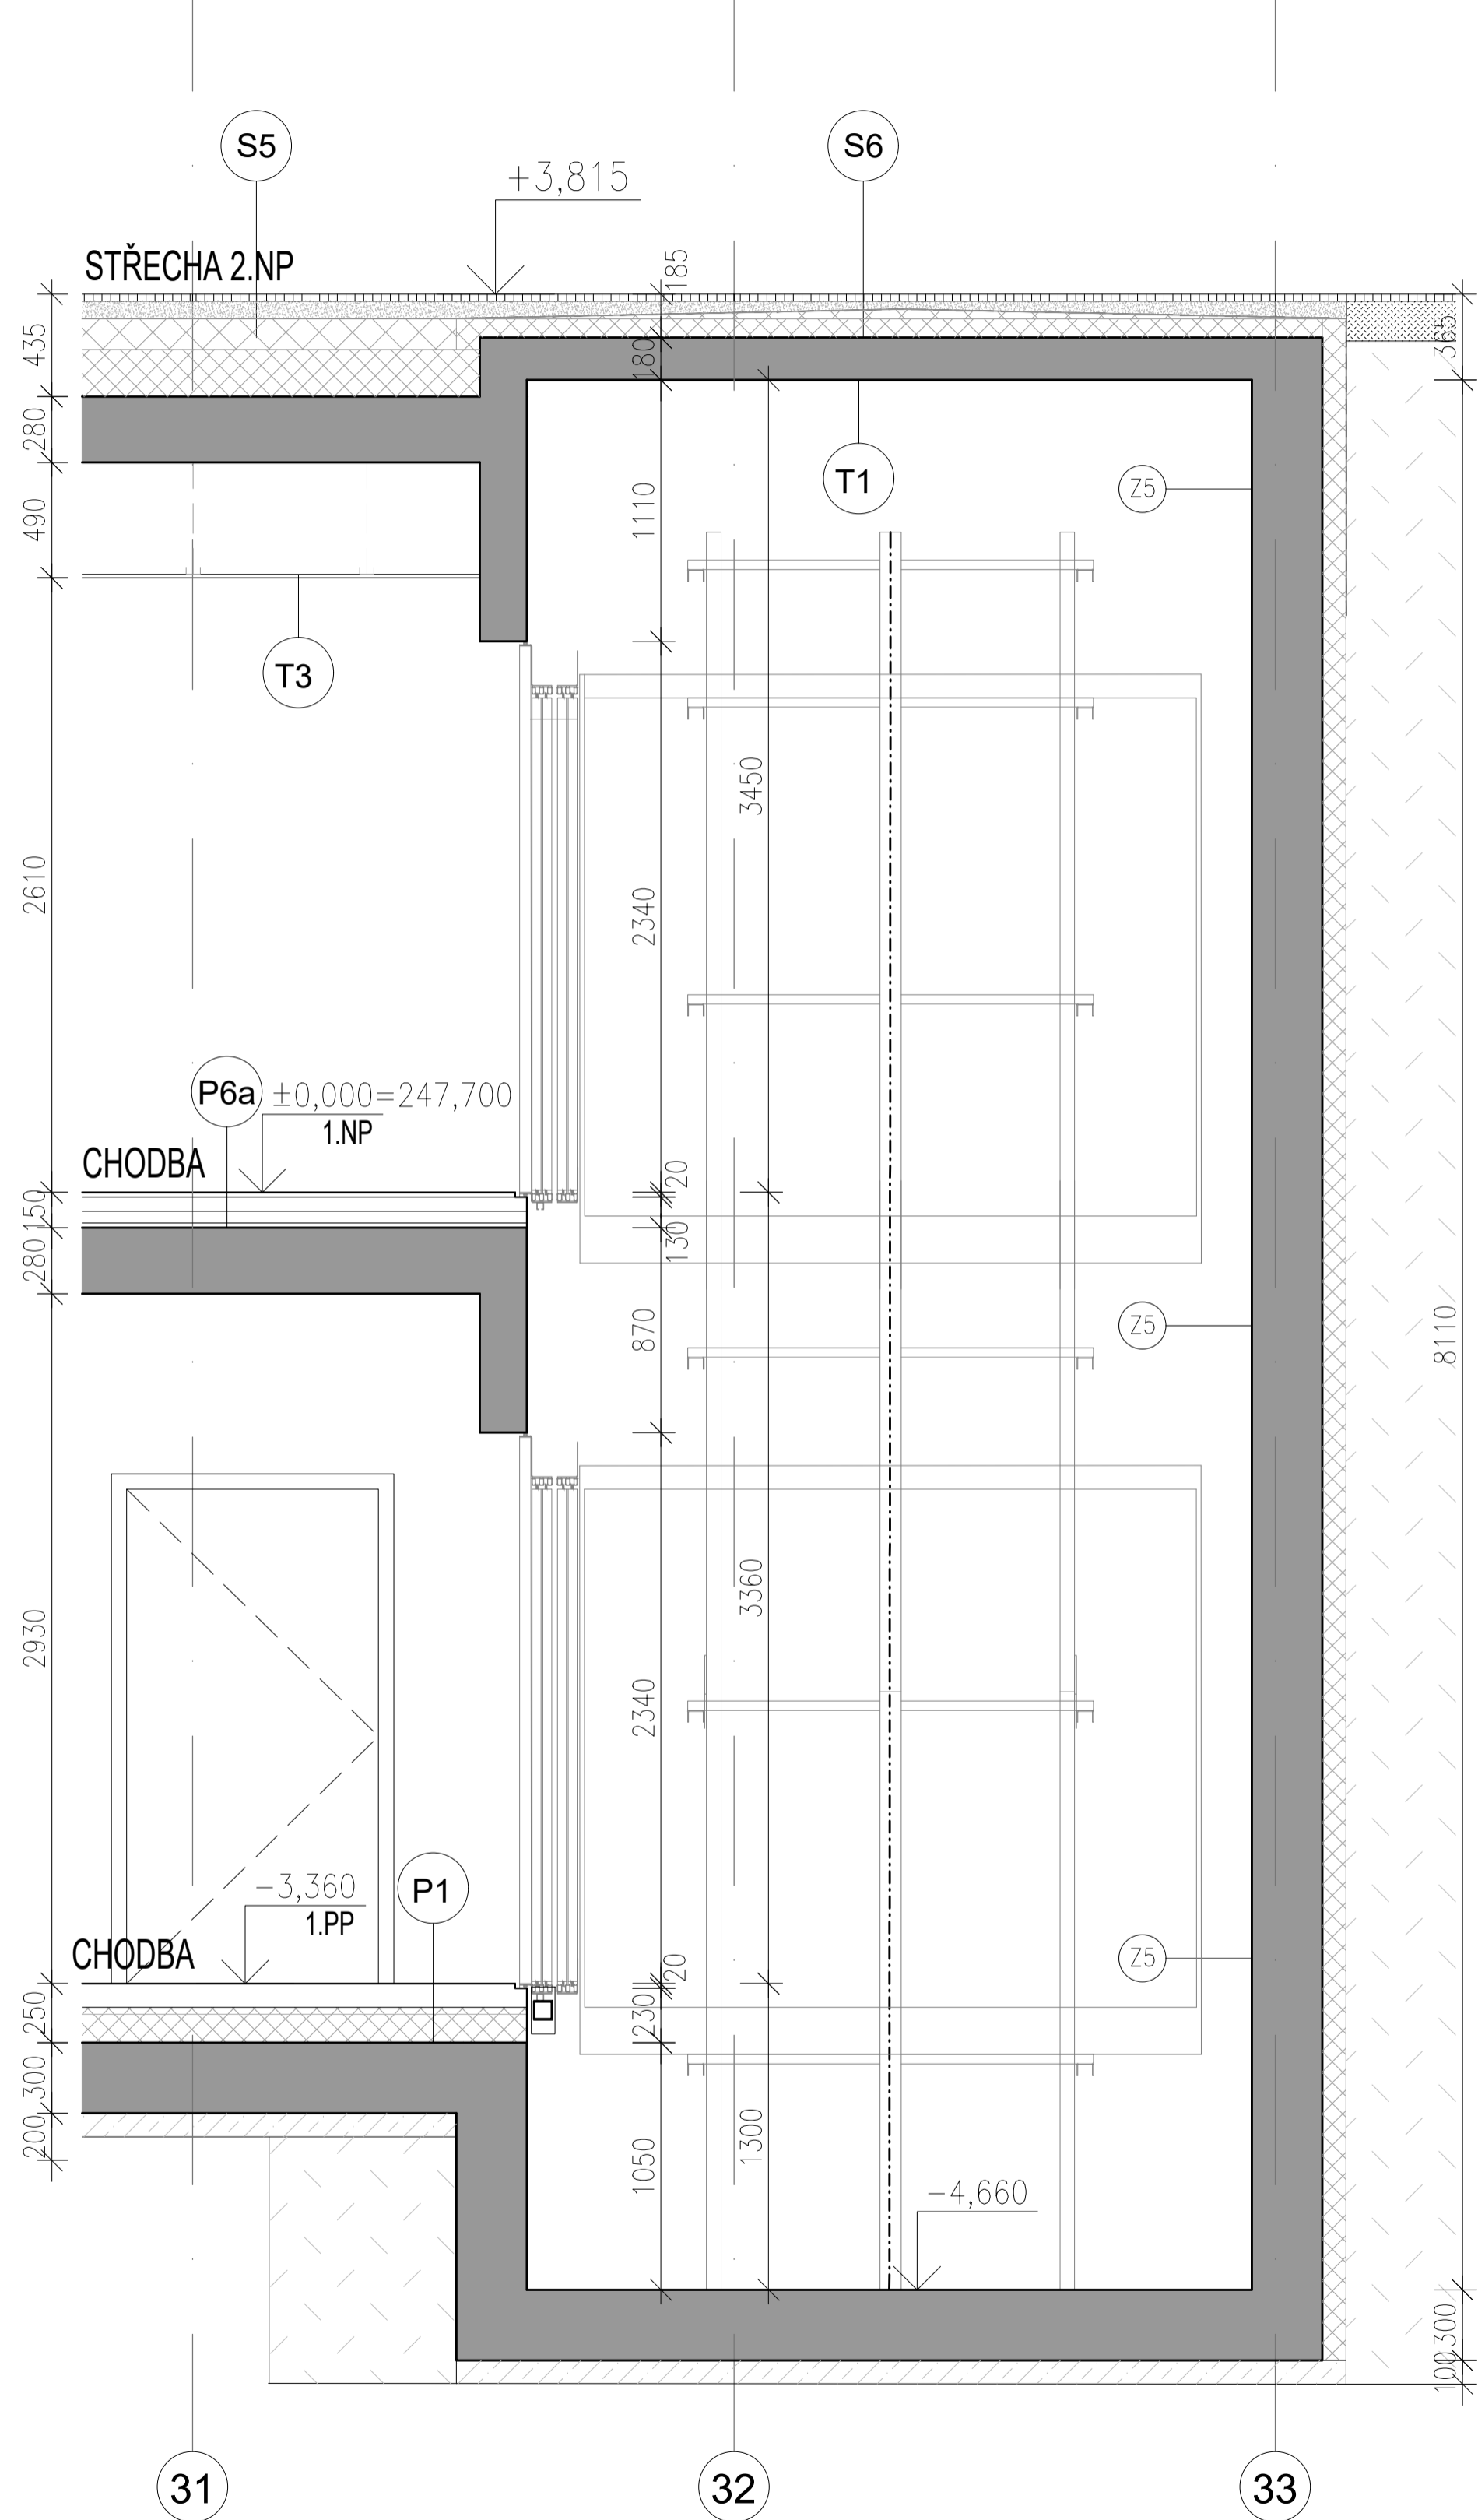 S5
S6
+3,815
STŘECHA 2.NP
185
435
180
365
280
T1
Z5
490
1110
T3
3450
2610
2340
P6a
±0,000=247,700
1.NP
CHODBA
20
150
130
280
870
Z5
8110
3360
2930
2340
P1
-3,360
1.PP
CHODBA
Z5
20
250
230
300
200
1050
1300
-4,660
300
100
31
32
33